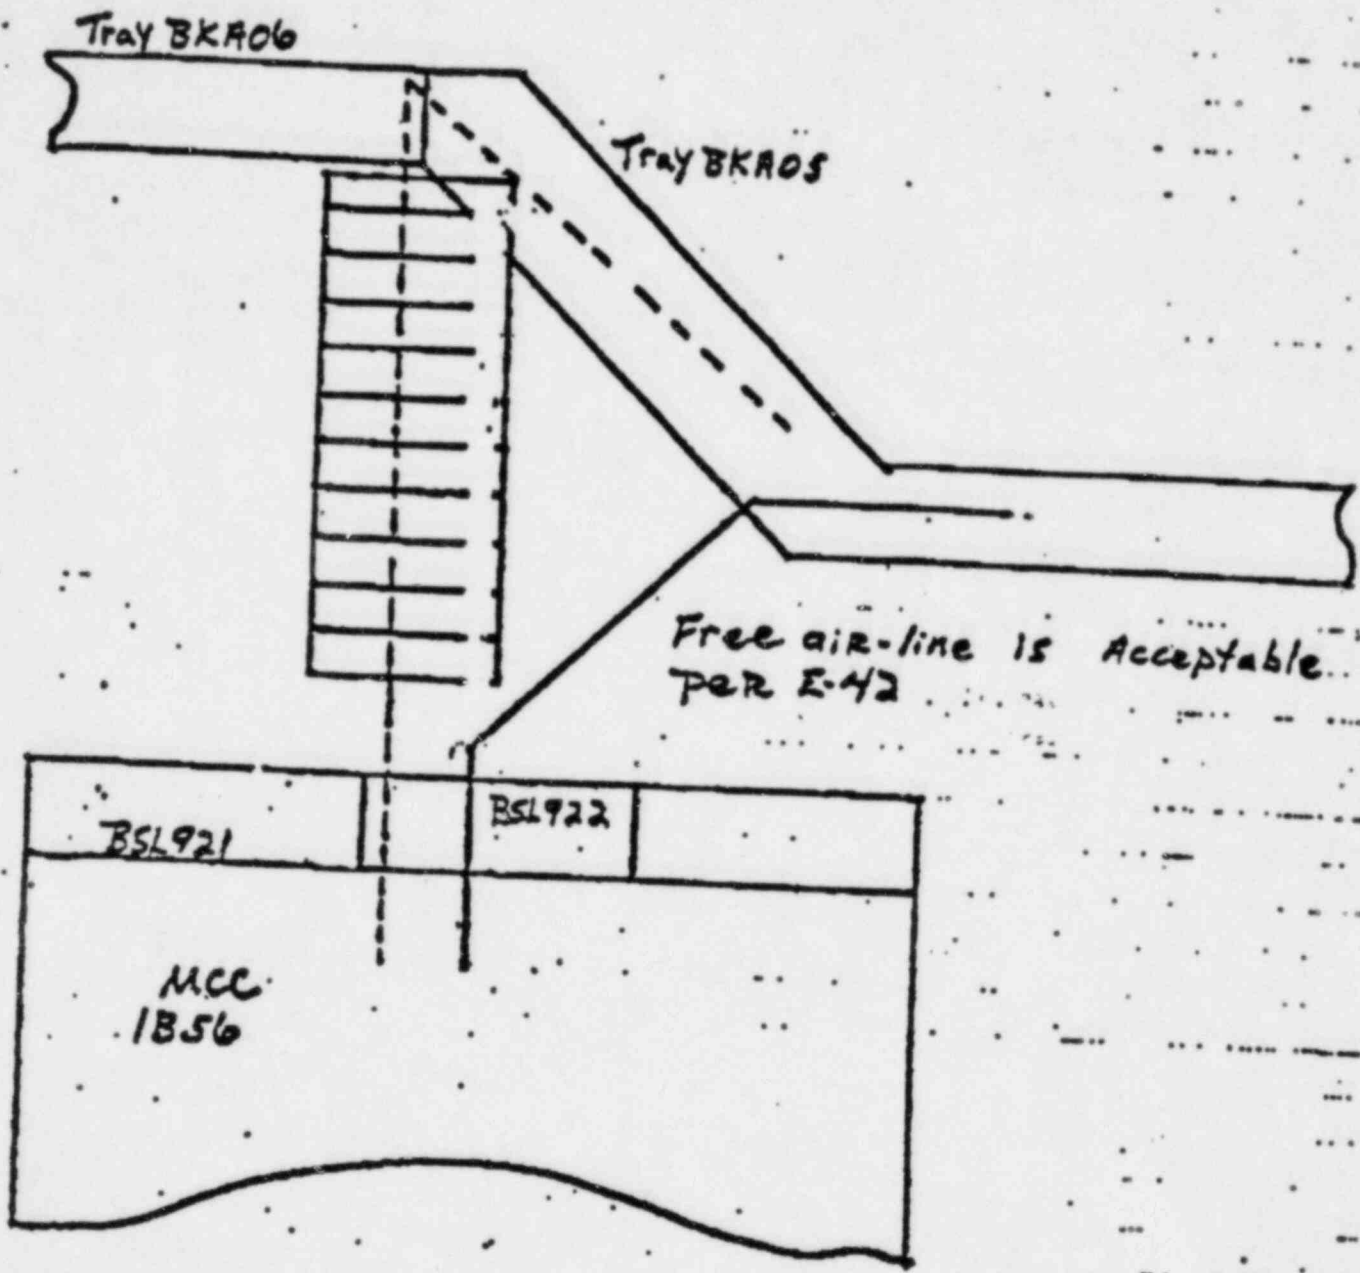 Tray BKA06
Tray BKA05
Free air-line is Acceptable
per E-42
BSL922
BSL921
MCC
1B56